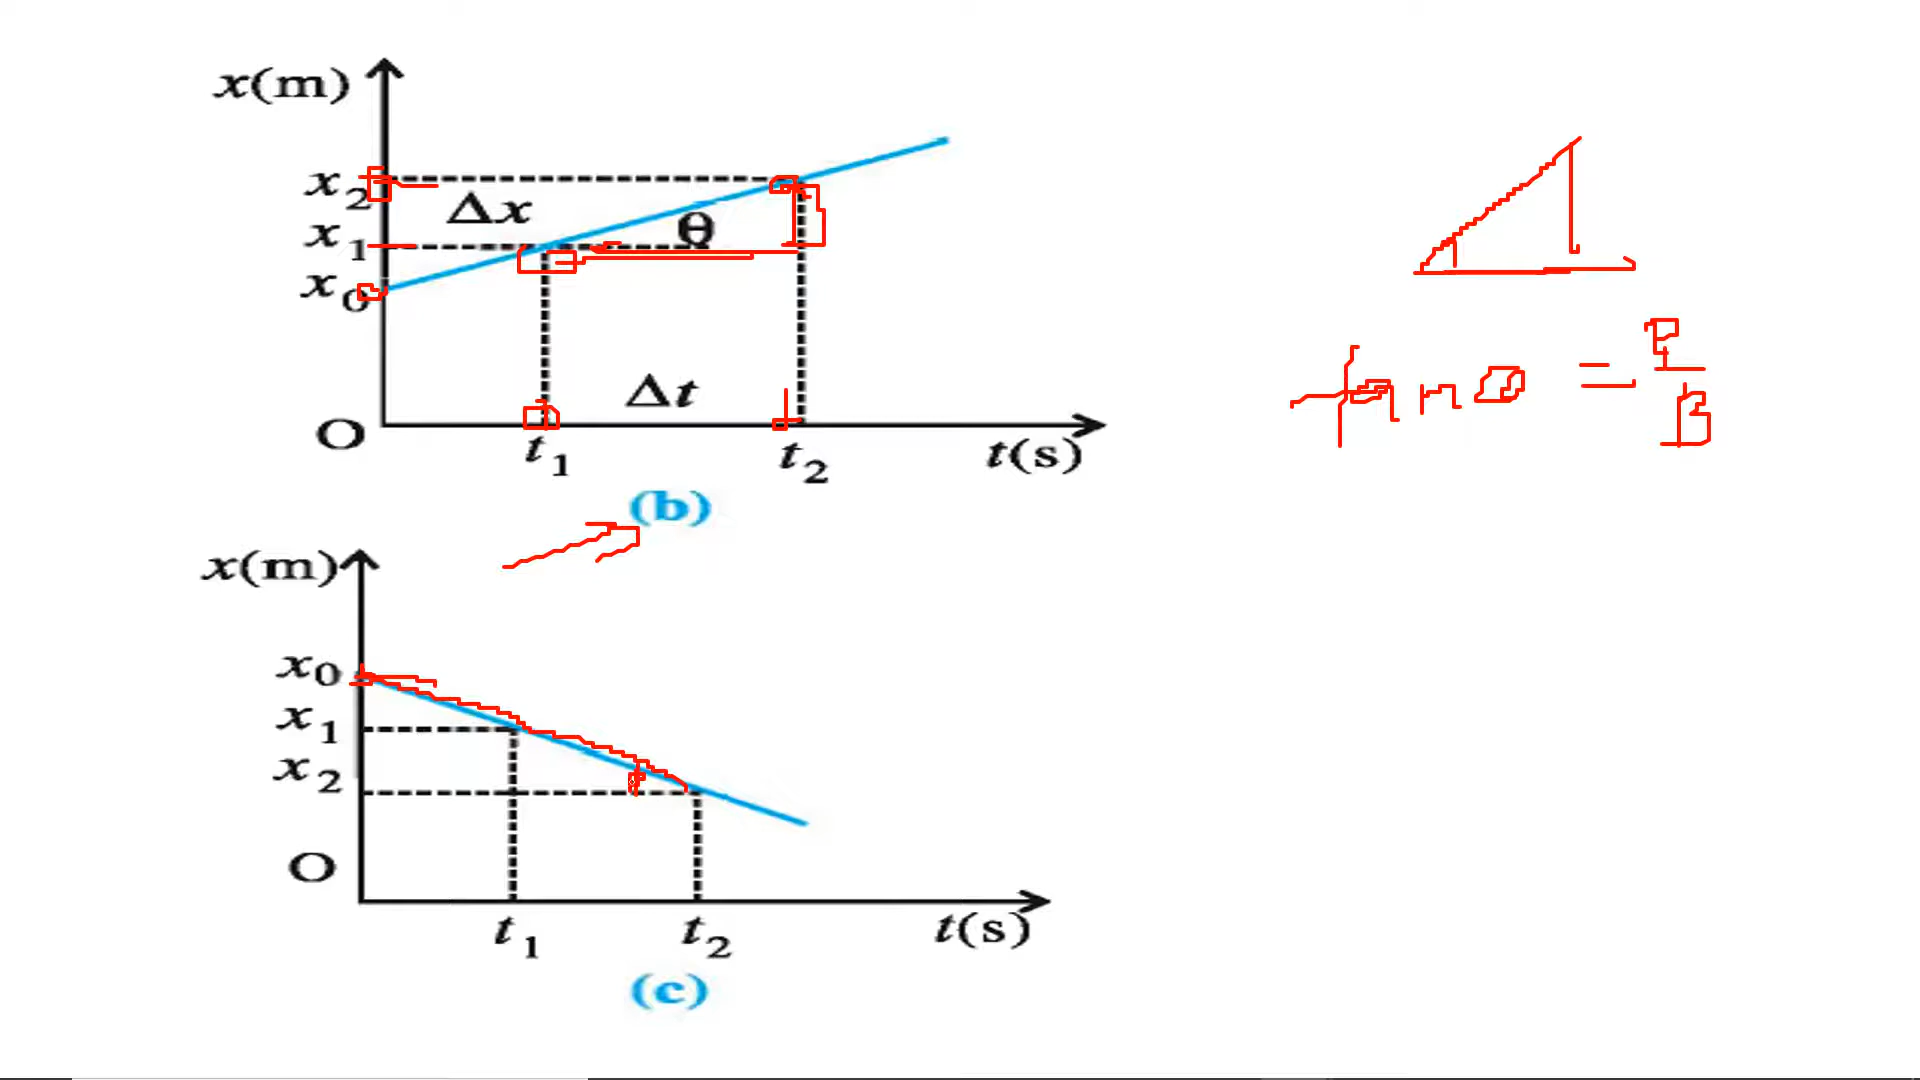 x(m)
x₂
Δx
θ
x₁
x₀
Δt
O
t₁
t₂
t(s)
(b)
tanθ = P/B
x(m)
x₀
x₁
x₂
O
t₁
t₂
t(s)
(c)